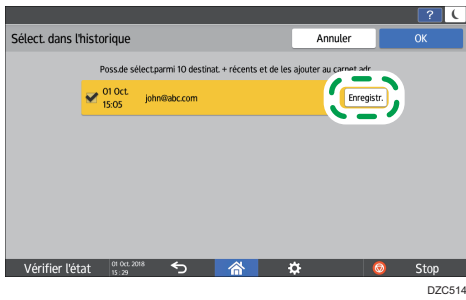 ?
Sélect. dans l'historique
Annuler
OK
Poss.de sélect.parmi 10 destinat. + récents et de les ajouter au carnet adr.
01 Oct.
15:05
john@abc.com
Enregistr.
Vérifier l'état
01 Oct. 2018
15 : 29
Stop
DZC514